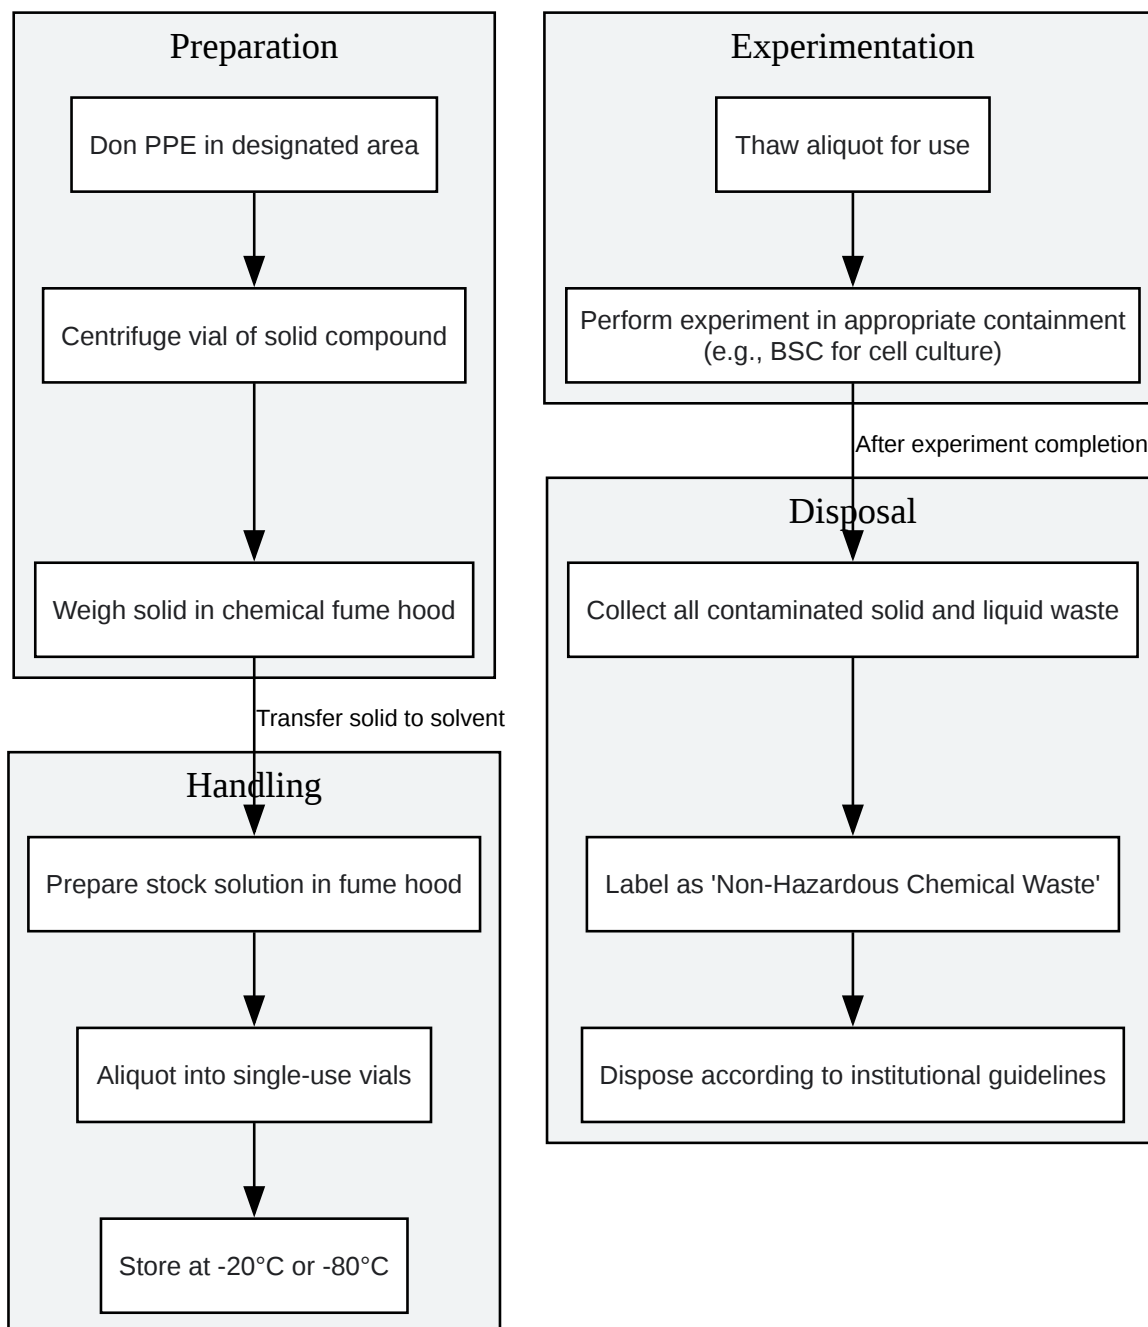 Preparation
Don PPE in designated area
Centrifuge vial of solid compound
Weigh solid in chemical fume hood
Transfer solid to solvent
Handling
Prepare stock solution in fume hood
Aliquot into single-use vials
Store at -20°C or -80°C
Experimentation
Thaw aliquot for use
Perform experiment in appropriate containment
(e.g., BSC for cell culture)
After experiment completion
Disposal
Collect all contaminated solid and liquid waste
Label as 'Non-Hazardous Chemical Waste'
Dispose according to institutional guidelines